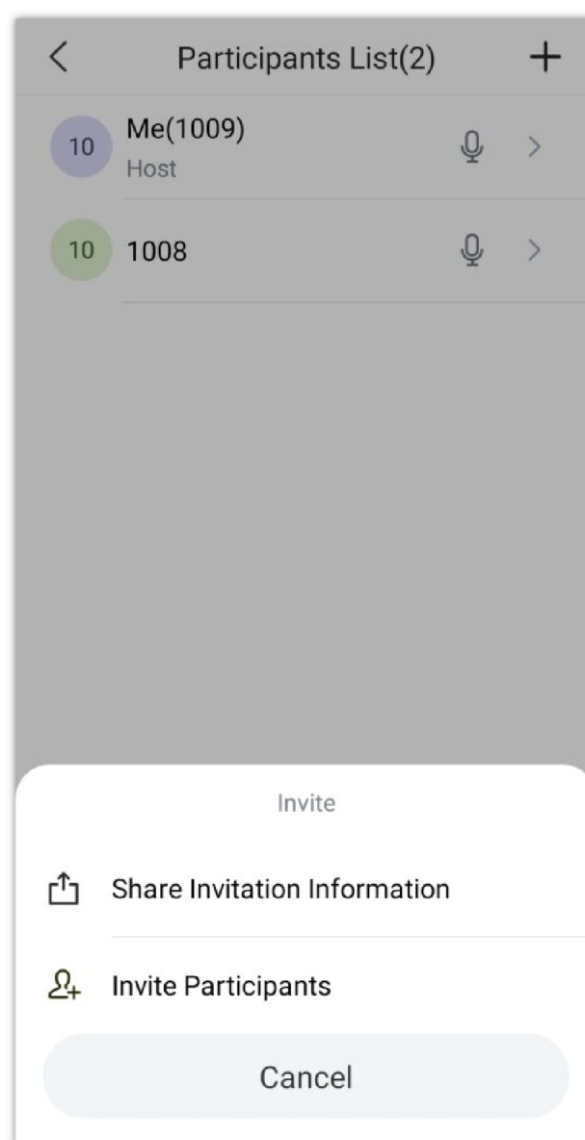 Participants List(2)
10
Me(1009)
Host
10
1008
Invite
Share Invitation Information
Invite Participants
Cancel